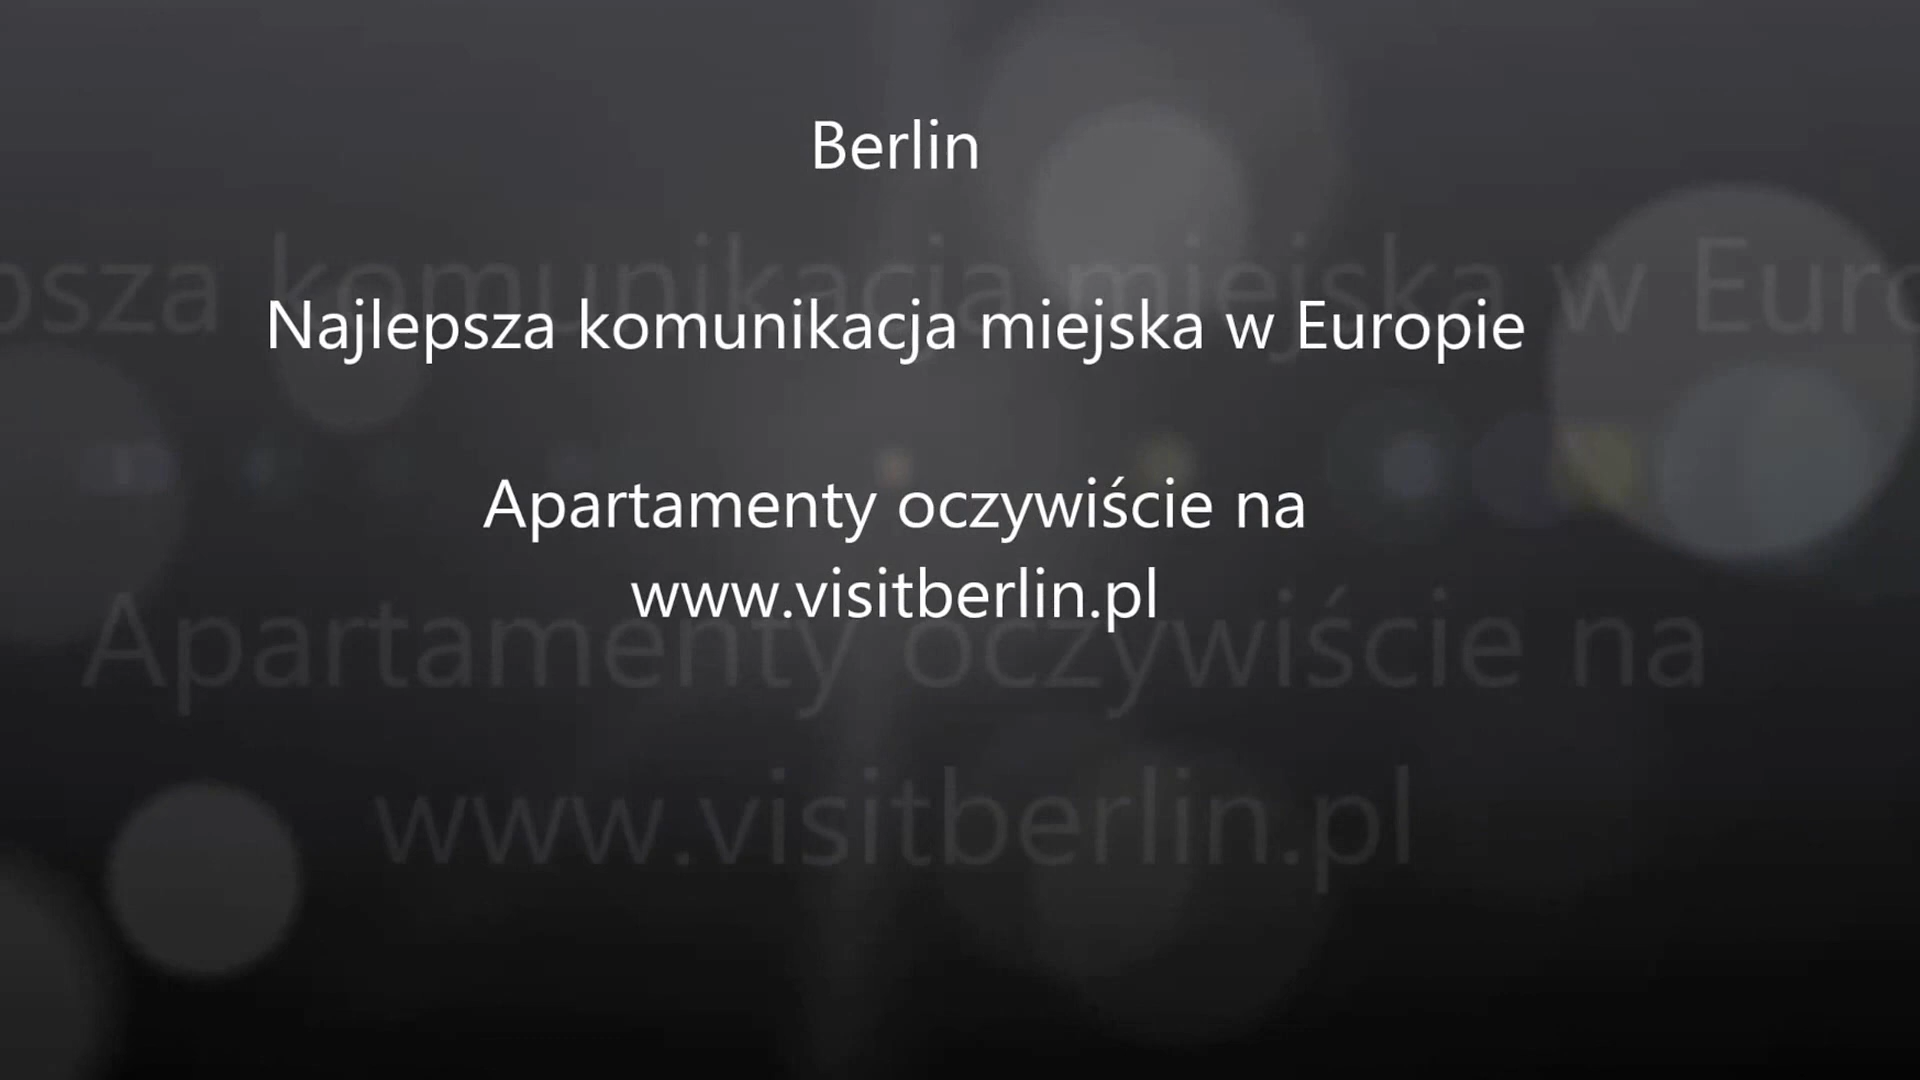 Berlin
Najlepsza komunikacja miejska w Europie
Apartamenty oczywiście na
www.visitberlin.pl